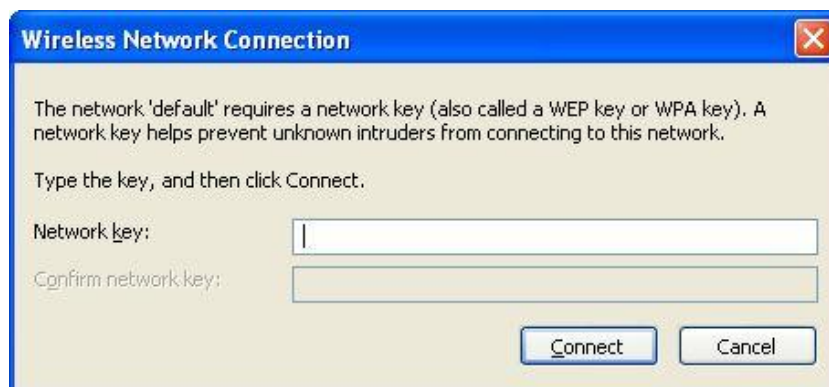 Wireless Network Connection
The network 'default' requires a network key (also called a WEP key or WPA key). A
network key helps prevent unknown intruders from connecting to this network.
Type the key, and then click Connect.
Network key:
Confirm network key:
Connect Cancel